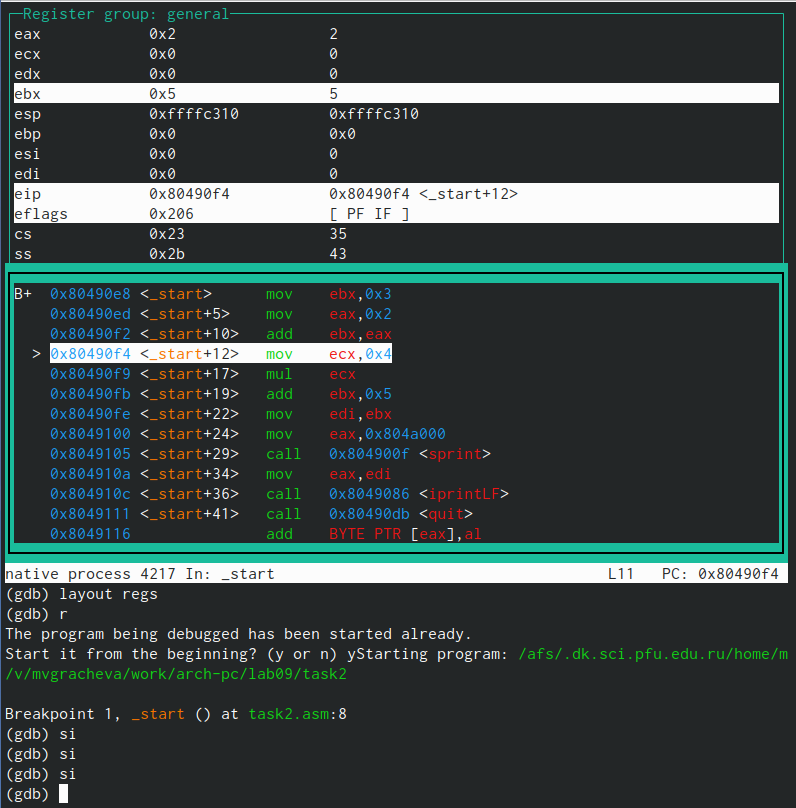 Register group: general
eax 0x2 2
ecx 0x0 0
edx 0x0 0
ebx 0x5 5
esp 0xffffc310 0xffffc310
ebp 0x0 0x0
esi 0x0 0
edi 0x0 0
eip 0x80490f4 0x80490f4 <_start+12>
eflags 0x206 [ PF IF ]
cs 0x23 35
ss 0x2b 43
B+ 0x80490e8 <_start> mov ebx,0x3
0x80490ed <_start+5> mov eax,0x2
0x80490f2 <_start+10> add ebx,eax
> 0x80490f4 <_start+12> mov ecx,0x4
0x80490f9 <_start+17> mul ecx
0x80490fb <_start+19> add ebx,0x5
0x80490fe <_start+22> mov edi,ebx
0x8049100 <_start+24> mov eax,0x804a000
0x8049105 <_start+29> call 0x804900f <sprint>
0x804910a <_start+34> mov eax,edi
0x804910c <_start+36> call 0x8049086 <iprintLF>
0x8049111 <_start+41> call 0x80490db <quit>
0x8049116 add BYTE PTR [eax],al
native process 4217 In: _start L11 PC: 0x80490f4
(gdb) layout regs
(gdb) r
The program being debugged has been started already.
Start it from the beginning? (y or n) yStarting program: /afs/.dk.sci.pfu.edu.ru/home/m
/v/mvgracheva/work/arch-pc/lab09/task2
Breakpoint 1, _start () at task2.asm:8
(gdb) si
(gdb) si
(gdb) si
(gdb)